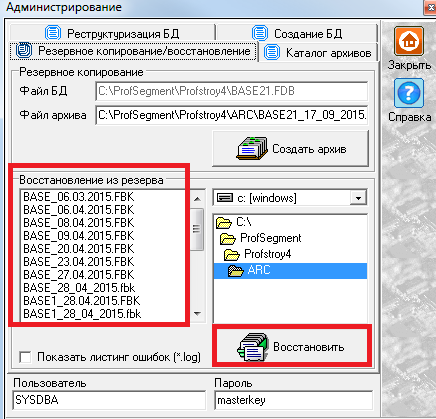 Администрирование
Реструктуризация БД
Создание БД
Резервное копирование/восстановление
Каталог архивов
Резервное копирование
Файл БД
C:\ProfSegment\Profstroy4\BASE21.FDB
Файл архива
C:\ProfSegment\Profstroy4\ARC\BASE21_17_09_2015.
Создать архив
Восстановление из резерва
BASE_06.03.2015.FBK
BASE_06.04.2015.FBK
BASE_08.04.2015.FBK
BASE_09.04.2015.FBK
BASE_20.04.2015.FBK
BASE_23.04.2015.FBK
BASE_27.04.2015.FBK
BASE_28_04_2015.fbk
BASE1_28.04.2015.FBK
BASE1_28_04_2015.fbk
c: [windows]
C:\
ProfSegment
Profstroy4
ARC
Показать листинг ошибок (*.log)
Восстановить
Пользователь
SYSDBA
Пароль
masterkey
Закрыть
Справка